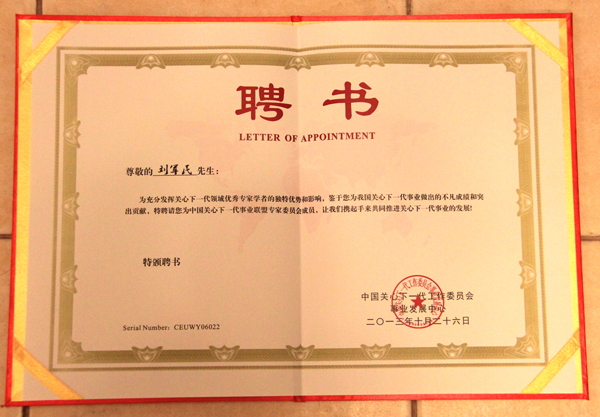 聘 书
LETTER OF APPOINTMENT
尊敬的 刘军民 先生：
为充分发挥关心下一代领域优秀专家学者的独特优势和影响，鉴于您为我国关心下一代事业做出的不凡成绩和突
出贡献，特聘请您为中国关心下一代事业联盟专家委员会成员，让我们携起手来共同推进关心下一代事业的发展！
特颁聘书
中国关心下一代工作委员会
事业发展中心
二〇一三年十月二十六日
Serial Number: CEUWY06022